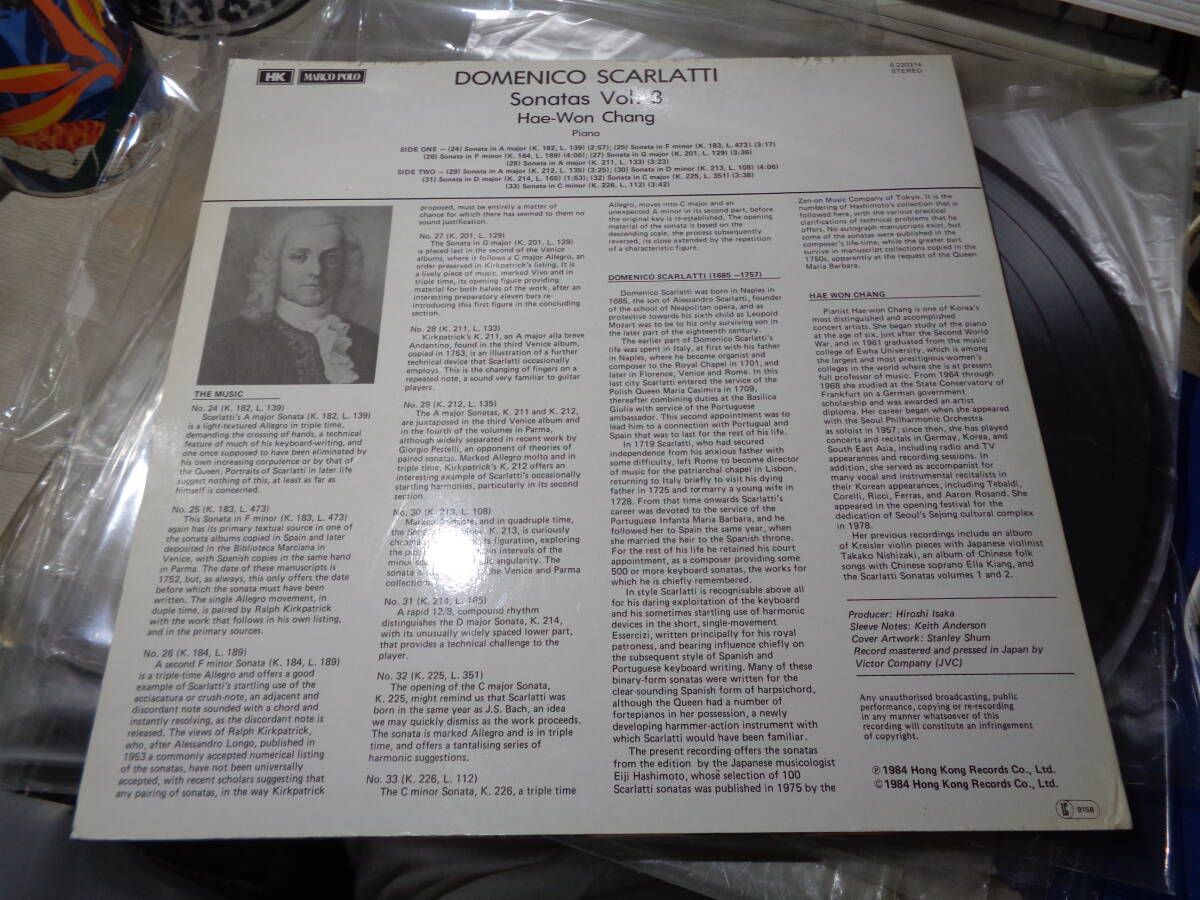 HK MARCO POLO
6.220314
STEREO
DOMENICO SCARLATTI
Sonatas Vol. 3
Hae-Won Chang
Piano
SIDE ONE — (24) Sonata in A major (K. 182, L. 139) (2:57); (25) Sonata in F minor (K. 183, L. 473) (3:17)
(26) Sonata in F minor (K. 184, L. 189) (4:06); (27) Sonata in G major (K. 201, L. 129) (3:36)
(28) Sonata in A major (K. 211, L. 133) (3:23)
SIDE TWO — (29) Sonata in A major (K. 212, L. 135) (3:25); (30) Sonata in D minor (K. 213, L. 108) (4:06)
(31) Sonata in D major (K. 214, L. 165) (1:53); (32) Sonata in C major (K. 225, L. 351) (3:38)
(33) Sonata in C minor (K. 226, L. 112) (3:42)
THE MUSIC
No. 24 (K. 182, L. 139)
Scarlatti's A major Sonata (K. 182, L. 139)
is a light-textured Allegro in triple time,
demanding the crossing of hands, a technical
feature of much of his keyboard-writing, and
one once supposed to have been eliminated by
his own increasing corpulence or by that of
the Queen. Portraits of Scarlatti in later life
suggest nothing of this, at least as far as
himself is concerned.
No. 25 (K. 183, L. 473)
This Sonata in F minor (K. 183, L. 473)
again has its primary textual source in one of
the sonata albums copied in Spain and later
deposited in the Biblioteca Marciana in
Venice, with Spanish copies in the same hand
in Parma. The date of these manuscripts is
1752, but, as always, this only offers the date
before which the sonata must have been
written. The single Allegro movement, in
duple time, is paired by Ralph Kirkpatrick
with the work that follows in his own listing,
and in the primary sources.
No. 26 (K. 184, L. 189)
A second F minor Sonata (K. 184, L. 189)
is a triple-time Allegro and offers a good
example of Scarlatti's startling use of the
acciacatura or crush-note, an adjacent and
discordant note sounded with a chord and
instantly resolving, as the discordant note is
released. The views of Ralph Kirkpatrick,
who, after Alessandro Longo, published in
1953 a commonly accepted numerical listing
of the sonatas, have not been universally
accepted, with recent scholars suggesting that
any pairing of sonatas, in the way Kirkpatrick
proposed, must be entirely a matter of
chance for which there has seemed to them no
sound justification.
No. 27 (K. 201, L. 129)
The Sonata in G major (K. 201, L. 129)
is placed last in the second of the Venice
albums, where it follows a C major Allegro, an
order preserved in Kirkpatrick's listing. It is
a lively piece of music, marked Vivo and in
triple time, its opening figure providing
material for both halves of the work, after an
interesting preparatory eleven bars re-
introducing this first figure in the concluding
section.
No. 28 (K. 211, L. 133)
Kirkpatrick's K. 211, an A major alla breve
Andantino, found in the third Venice album,
copied in 1753, is an illustration of a further
technical device that Scarlatti occasionally
employs. This is the changing of fingers on a
repeated note, a sound very familiar to guitar
players.
No. 29 (K. 212, L. 135)
The A major Sonatas, K. 211 and K. 212,
are juxtaposed in the third Venice album and
in the fourth of the volumes in Parma,
although widely separated in recent work by
Giorgio Pestelli, an opponent of theories of
paired sonatas. Marked Allegro molto and in
triple time, Kirkpatrick's K. 212 offers an
interesting example of Scarlatti's occasionally
startling harmonies, particularly in its second
section.
No. 30 (K. 213, L. 108)
and in quadruple time,
the K. 213, is curiously
figuration, exploring
the intervals of the
angularity. The
sonata the Venice and Parma
No. 31 (K. 214, L. 165)
A rapid 12/8, compound rhythm
distinguishes the D major Sonata, K. 214,
with its unusually widely spaced lower part,
that provides a technical challenge to the
player.
No. 32 (K. 225, L. 351)
The opening of the C major Sonata,
K. 225, might remind us that Scarlatti was
born in the same year as J.S. Bach, an idea
we may quickly dismiss as the work proceeds.
The sonata is marked Allegro and is in triple
time, and offers a tantalising series of
harmonic suggestions.
No. 33 (K. 226, L. 112)
The C minor Sonata, K. 226, a triple time
Allegro, moves into C major and an
unexpected A minor in its second part, before
the original key is re-established. The opening
material of the sonata is based on the
descending scale, the process subsequently
reversed, its close extended by the repetition
of a characteristic figure.
DOMENICO SCARLATTI (1685 —1757)
Domenico Scarlatti was born in Naples in
1685, the son of Alessandro Scarlatti, founder
of the school of Neapolitan opera, and as
protective towards his sixth child as Leopold
Mozart was to be to his only surviving son in
the later part of the eighteenth century.
The earlier part of Domenico Scarlatti's
life was spent in Italy, at first with his father
in Naples, where he became organist and
composer to the Royal Chapel in 1701, and
later in Florence, Venice and Rome. In this
last city Scarlatti entered the service of the
Polish Queen Maria Casimira in 1709,
thereafter combining duties at the Basilica
Giulia with service of the Portuguese
ambassador. This second appointment was to
lead him to a connection with Portugal and
Spain that was to last for the rest of his life.
In 1719 Scarlatti, who had secured
independence from his anxious father with
some difficulty, left Rome to become director
of music for the patriarchal chapel in Lisbon,
returning to Italy briefly to visit his dying
father in 1725 and to marry a young wife in
1728. From that time onwards Scarlatti's
career was devoted to the service of the
Portuguese Infanta Maria Barbara, and he
followed her to Spain the same year, when
she married the heir to the Spanish throne.
For the rest of his life he retained his court
appointment, as a composer providing some
500 or more keyboard sonatas, the works for
which he is chiefly remembered.
In style Scarlatti is recognisable above all
for his daring exploitation of the keyboard
and his sometimes startling use of harmonic
devices in the short, single-movement
Essercizi, written principally for his royal
patroness, and bearing influence chiefly on
the subsequent style of Spanish and
Portuguese keyboard writing. Many of these
binary-form sonatas were written for the
clear-sounding Spanish form of harpsichord,
although the Queen had a number of
fortepianos in her possession, a newly
developing harmmer-action instrument with
which Scarlatti would have been familiar.
The present recording offers the sonatas
from the edition by the Japanese musicologist
Eiji Hashimoto, whose selection of 100
Scarlatti sonatas was published in 1975 by the
Zen-on Music Company of Tokyo. It is the
numbering of Hashimoto's collection that is
followed here, with the various practical
clarifications of technical problems that he
offers. No autograph manuscripts exist, but
some of the sonatas were published in the
composer's life-time, while the greater part
survive in manuscript collections copied in the
1750s, apparently at the request of the Queen
Maria Barbara.
HAE WON CHANG
Pianist Hae-won Chang is one of Korea's
most distinguished and accomplished
concert artists. She began study of the piano
at the age of six, just after the Second World
War, and in 1961 graduated from the music
college of Ewha University, which is among
the largest and most prestigious women's
colleges in the world where she is at present
full professor of music. From 1964 through
1968 she studied at the State Conservatory of
Frankfurt on a German government
scholarship and was awarded an artist
diploma. Her career began when she appeared
with the Seoul Philharmonic Orchestra
as soloist in 1957; since then, she has played
concerts and recitals in Germay, Korea, and
South East Asia, including radio and TV
appearances and recording sessions. In
addition, she served as accompanist for
many vocal and instrumental recitalists in
their Korean appearances, including Tebaldi,
Corelli, Ricci, Ferras, and Aaron Rosand. She
appeared in the opening festival for the
dedication of Seoul's Sejong cultural complex
in 1978.
Her previous recordings include an album
of Kreisler violin pieces with Japanese violinist
Takako Nishizaki, an album of Chinese folk
songs with Chinese soprano Ella Kiang, and
the Scarlatti Sonatas volumes 1 and 2.
Producer: Hiroshi Isaka
Sleeve Notes: Keith Anderson
Cover Artwork: Stanley Shum
Record mastered and pressed in Japan by
Victor Company (JVC)
Any unauthorised broadcasting, public
performance, copying or re-recording
in any manner whatsoever of this
recording will constitute an infringement
of copyright.
℗ 1984 Hong Kong Records Co., Ltd.
© 1984 Hong Kong Records Co., Ltd.
9158